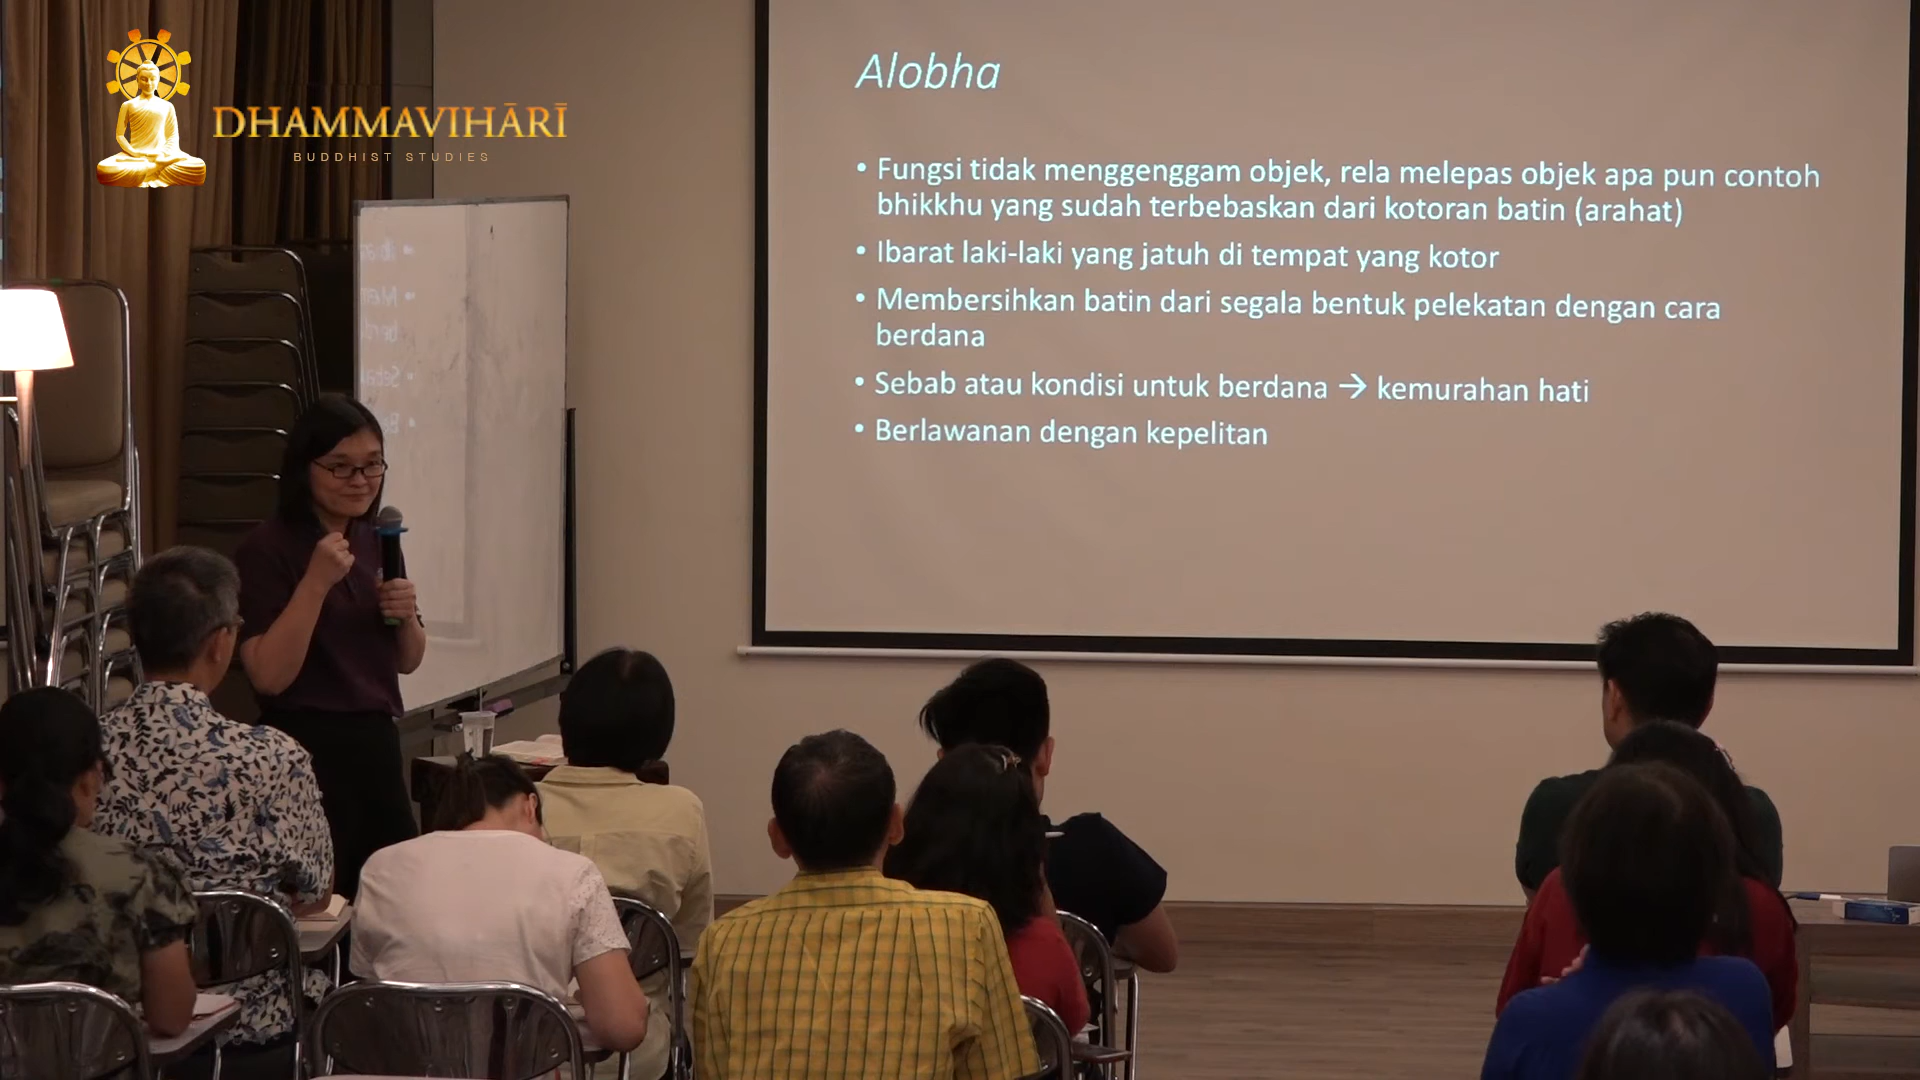 DHAMMAVIHĀRĪ
BUDDHIST STUDIES
Alobha
• Fungsi tidak menggenggam objek, rela melepas objek apa pun contoh
bhikkhu yang sudah terbebaskan dari kotoran batin (arahat)
• Ibarat laki-laki yang jatuh di tempat yang kotor
• Membersihkan batin dari segala bentuk pelekatan dengan cara
berdana
• Sebab atau kondisi untuk berdana → kemurahan hati
• Berlawanan dengan kepelitan